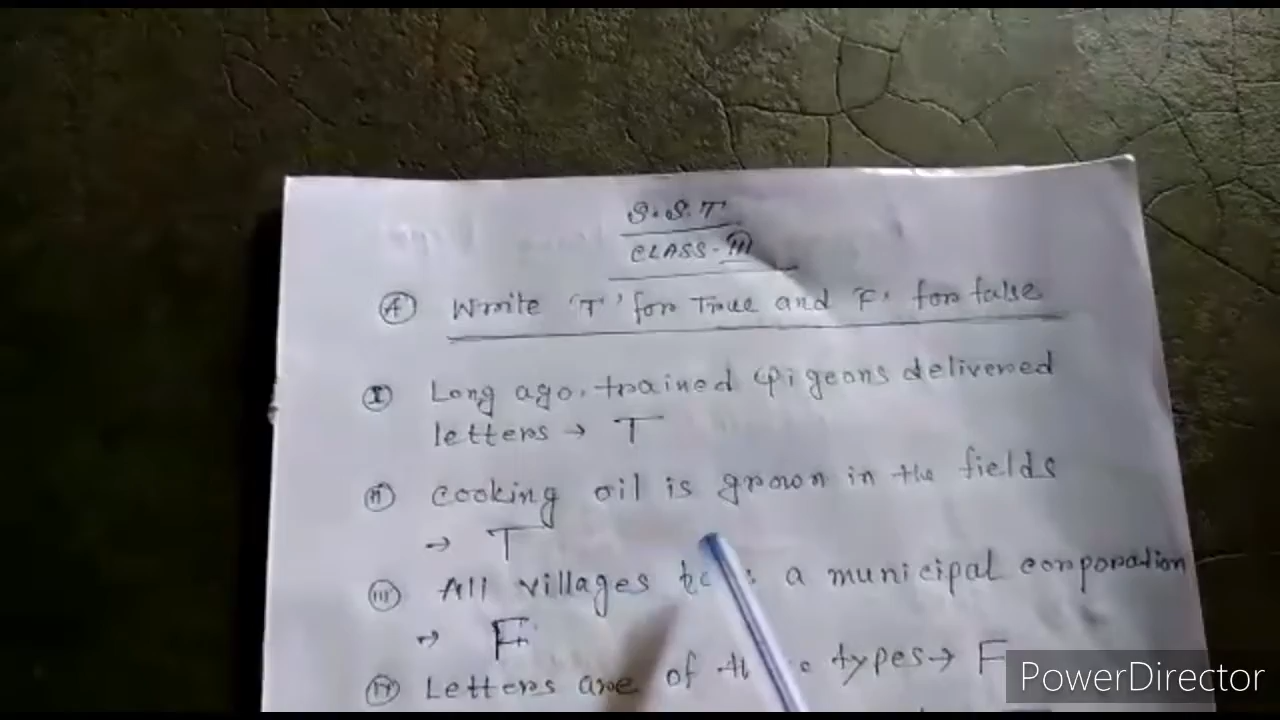 S.S.T
CLASS-III
A Write 'T' for True and 'F' for false
I Long ago, trained pigeons delivered
letters → T
II cooking oil is grown in the fields
→ T
III All villages a municipal corporation
→ F
IV Letters are of types → F
PowerDirector